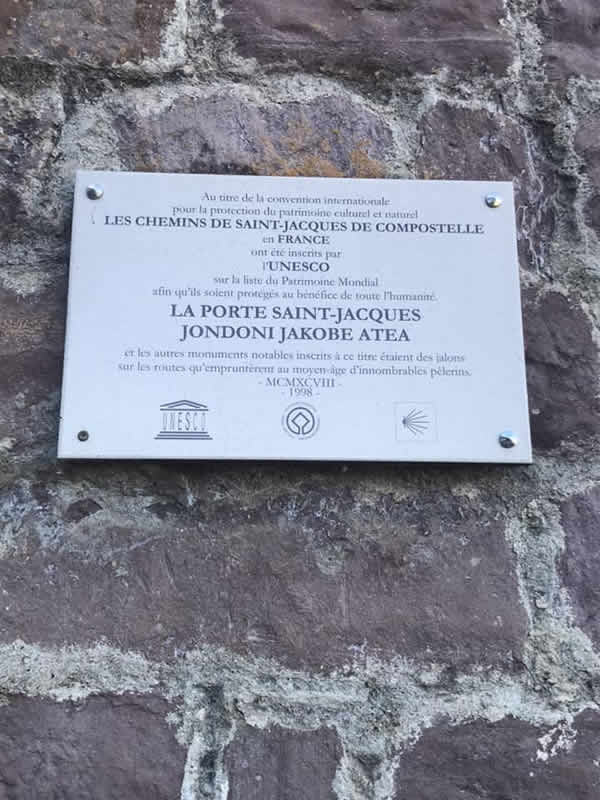 Au titre de la convention internationale
pour la protection du patrimoine culturel et naturel
LES CHEMINS DE SAINT-JACQUES DE COMPOSTELLE
en FRANCE
ont été inscrits par
l'UNESCO
sur la liste du Patrimoine Mondial
afin qu'ils soient protégés au bénéfice de toute l'humanité.
LA PORTE SAINT-JACQUES
JONDONI JAKOBE ATEA
et les autres monuments notables inscrits à ce titre étaient des jalons
sur les routes qu'empruntèrent au moyen-âge d'innombrables pèlerins.
- MCMXCVIII -
- 1998 -
UNESCO